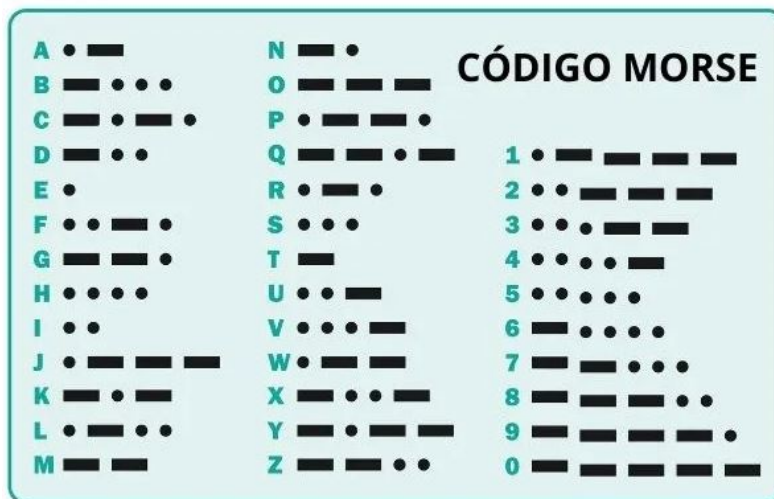 CÓDIGO MORSE
A • —
B — • • •
C — • — •
D — • •
E •
F • • — •
G — — •
H • • • •
I • •
J • — — —
K — • —
L • — • •
M — —
N — •
O — — —
P • — — •
Q — — • —
R • — •
S • • •
T —
U • • —
V • • • —
W • — —
X — • • —
Y — • — —
Z — — • •
1 • — — — —
2 • • — — —
3 • • • — —
4 • • • • —
5 • • • • •
6 — • • • •
7 — — • • •
8 — — — • •
9 — — — — •
0 — — — — —